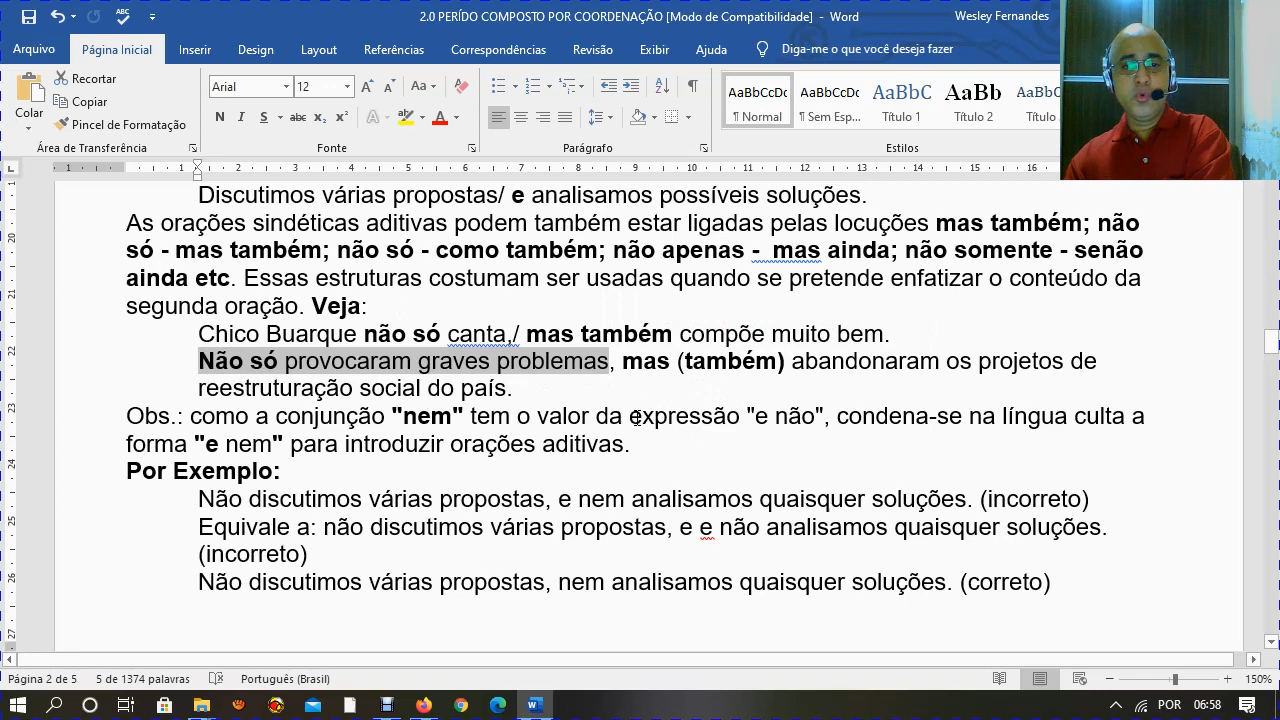 2.0 PERÍDO COMPOSTO POR COORDENAÇÃO [Modo de Compatibilidade] - Word
Wesley Fernandes
Arquivo Página Inicial Inserir Design Layout Referências Correspondências Revisão Exibir Ajuda Diga-me o que você deseja fazer
Colar
Recortar
Copiar
Pincel de Formatação
Arial 12
AaBbCcDc AaBbCcDc AaBbC AaBb AaBbC
¶ Normal ¶ Sem Esp... Título 1 Título 2 Título
Área de Transferência Fonte Parágrafo Estilos
Discutimos várias propostas/ e analisamos possíveis soluções.
As orações sindéticas aditivas podem também estar ligadas pelas locuções mas também; não
só - mas também; não só - como também; não apenas - mas ainda; não somente - senão
ainda etc. Essas estruturas costumam ser usadas quando se pretende enfatizar o conteúdo da
segunda oração. Veja:
Chico Buarque não só canta,/ mas também compõe muito bem.
Não só provocaram graves problemas, mas (também) abandonaram os projetos de
reestruturação social do país.
Obs.: como a conjunção "nem" tem o valor da expressão "e não", condena-se na língua culta a
forma "e nem" para introduzir orações aditivas.
Por Exemplo:
Não discutimos várias propostas, e nem analisamos quaisquer soluções. (incorreto)
Equivale a: não discutimos várias propostas, e e não analisamos quaisquer soluções.
(incorreto)
Não discutimos várias propostas, nem analisamos quaisquer soluções. (correto)
Página 2 de 5 5 de 1374 palavras Português (Brasil) 150%
POR 06:58